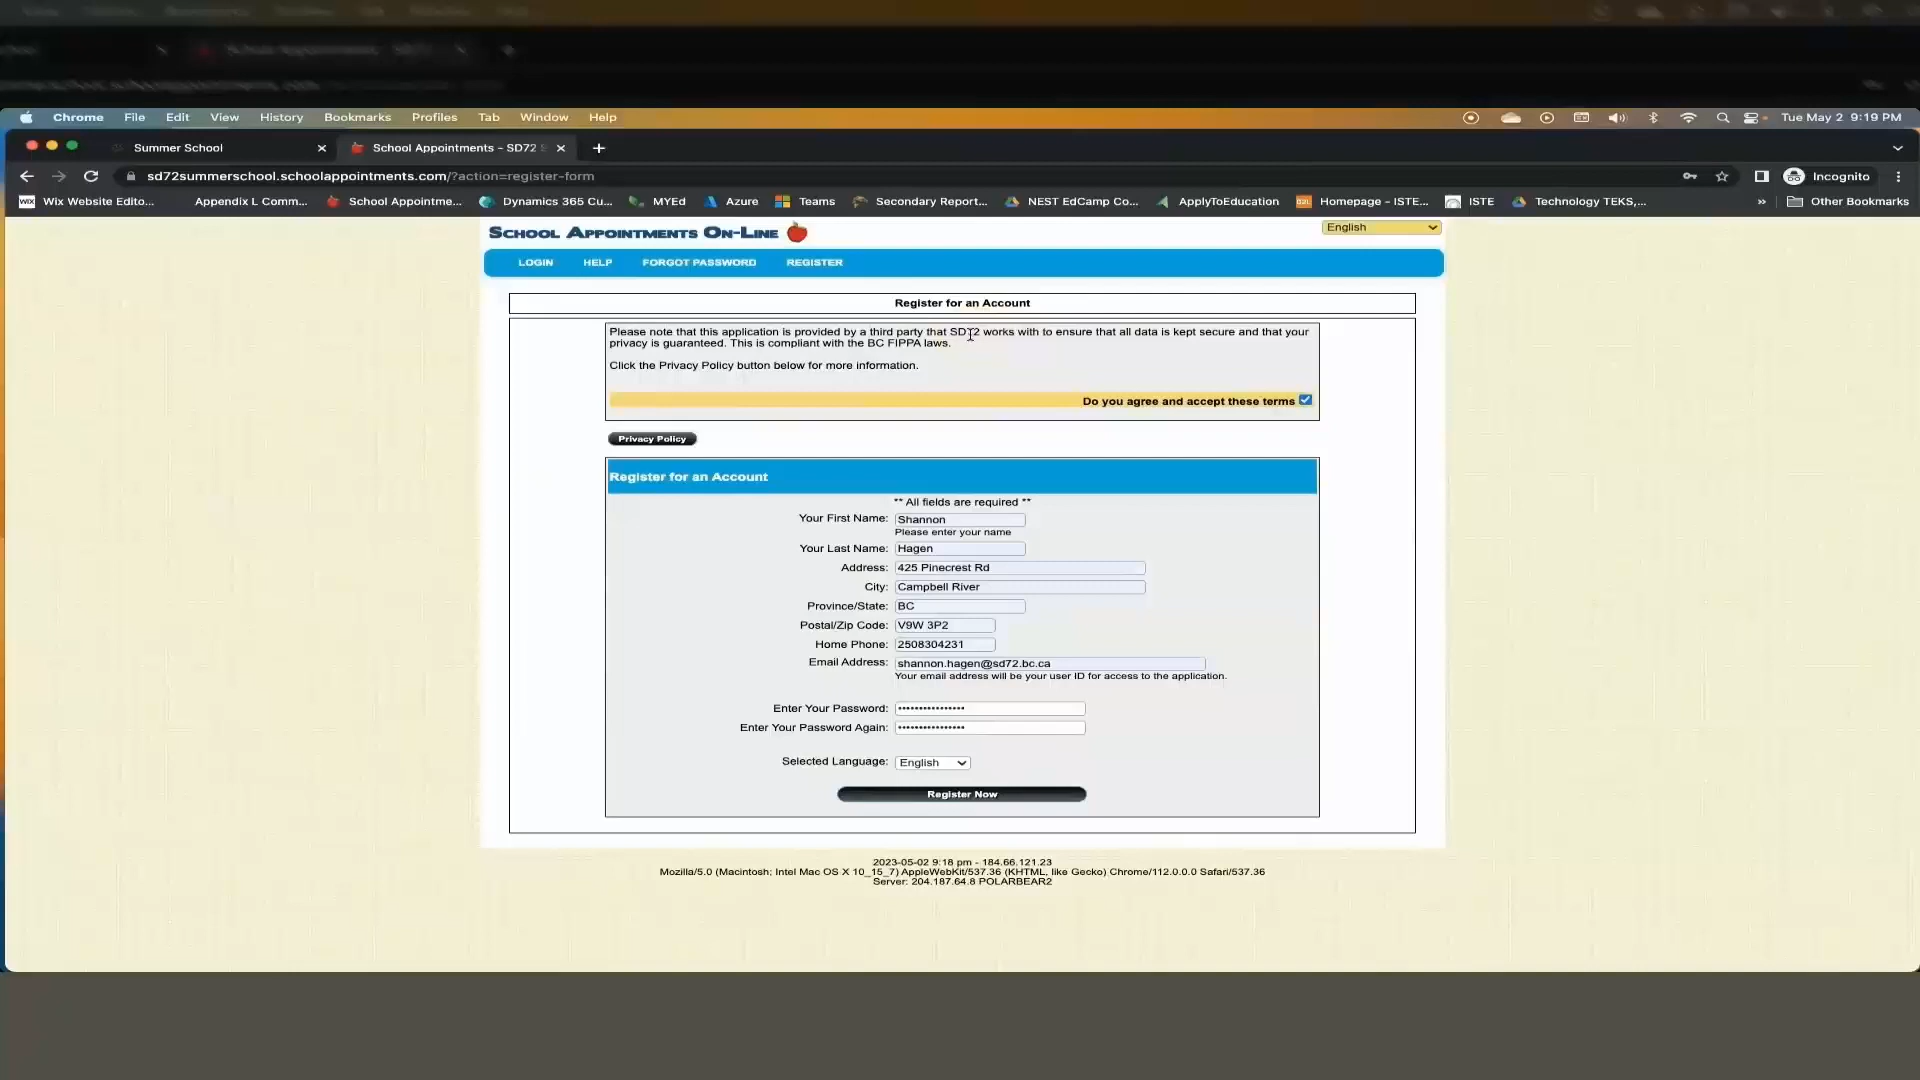 Chrome File Edit View History Bookmarks Profiles Tab Window Help Tue May 2 9:19 PM
Summer School School Appointments - SD72 S
sd72summerschool.schoolappointments.com/?action=register-form Incognito
WIX Wix Website Edito... Appendix L Comm... School Appointme... Dynamics 365 Cu... MYEd Azure Teams Secondary Report... NEST EdCamp Co... ApplyToEducation D2L Homepage - ISTE... ISTE Technology TEKS,... » Other Bookmarks
School Appointments On-Line English
LOGIN HELP FORGOT PASSWORD REGISTER
Register for an Account
Please note that this application is provided by a third party that SD72 works with to ensure that all data is kept secure and that your
privacy is guaranteed. This is compliant with the BC FIPPA laws.
Click the Privacy Policy button below for more information.
Do you agree and accept these terms
Privacy Policy
Register for an Account
** All fields are required **
Your First Name: Shannon
Please enter your name
Your Last Name: Hagen
Address: 425 Pinecrest Rd
City: Campbell River
Province/State: BC
Postal/Zip Code: V9W 3P2
Home Phone: 2508304231
Email Address: shannon.hagen@sd72.bc.ca
Your email address will be your user ID for access to the application.
Enter Your Password: ••••••••••••••••
Enter Your Password Again: ••••••••••••••••
Selected Language: English
Register Now
2023-05-02 9:18 pm - 184.66.121.23
Mozilla/5.0 (Macintosh; Intel Mac OS X 10_15_7) AppleWebKit/537.36 (KHTML, like Gecko) Chrome/112.0.0.0 Safari/537.36
Server: 204.187.64.8 POLARBEAR2